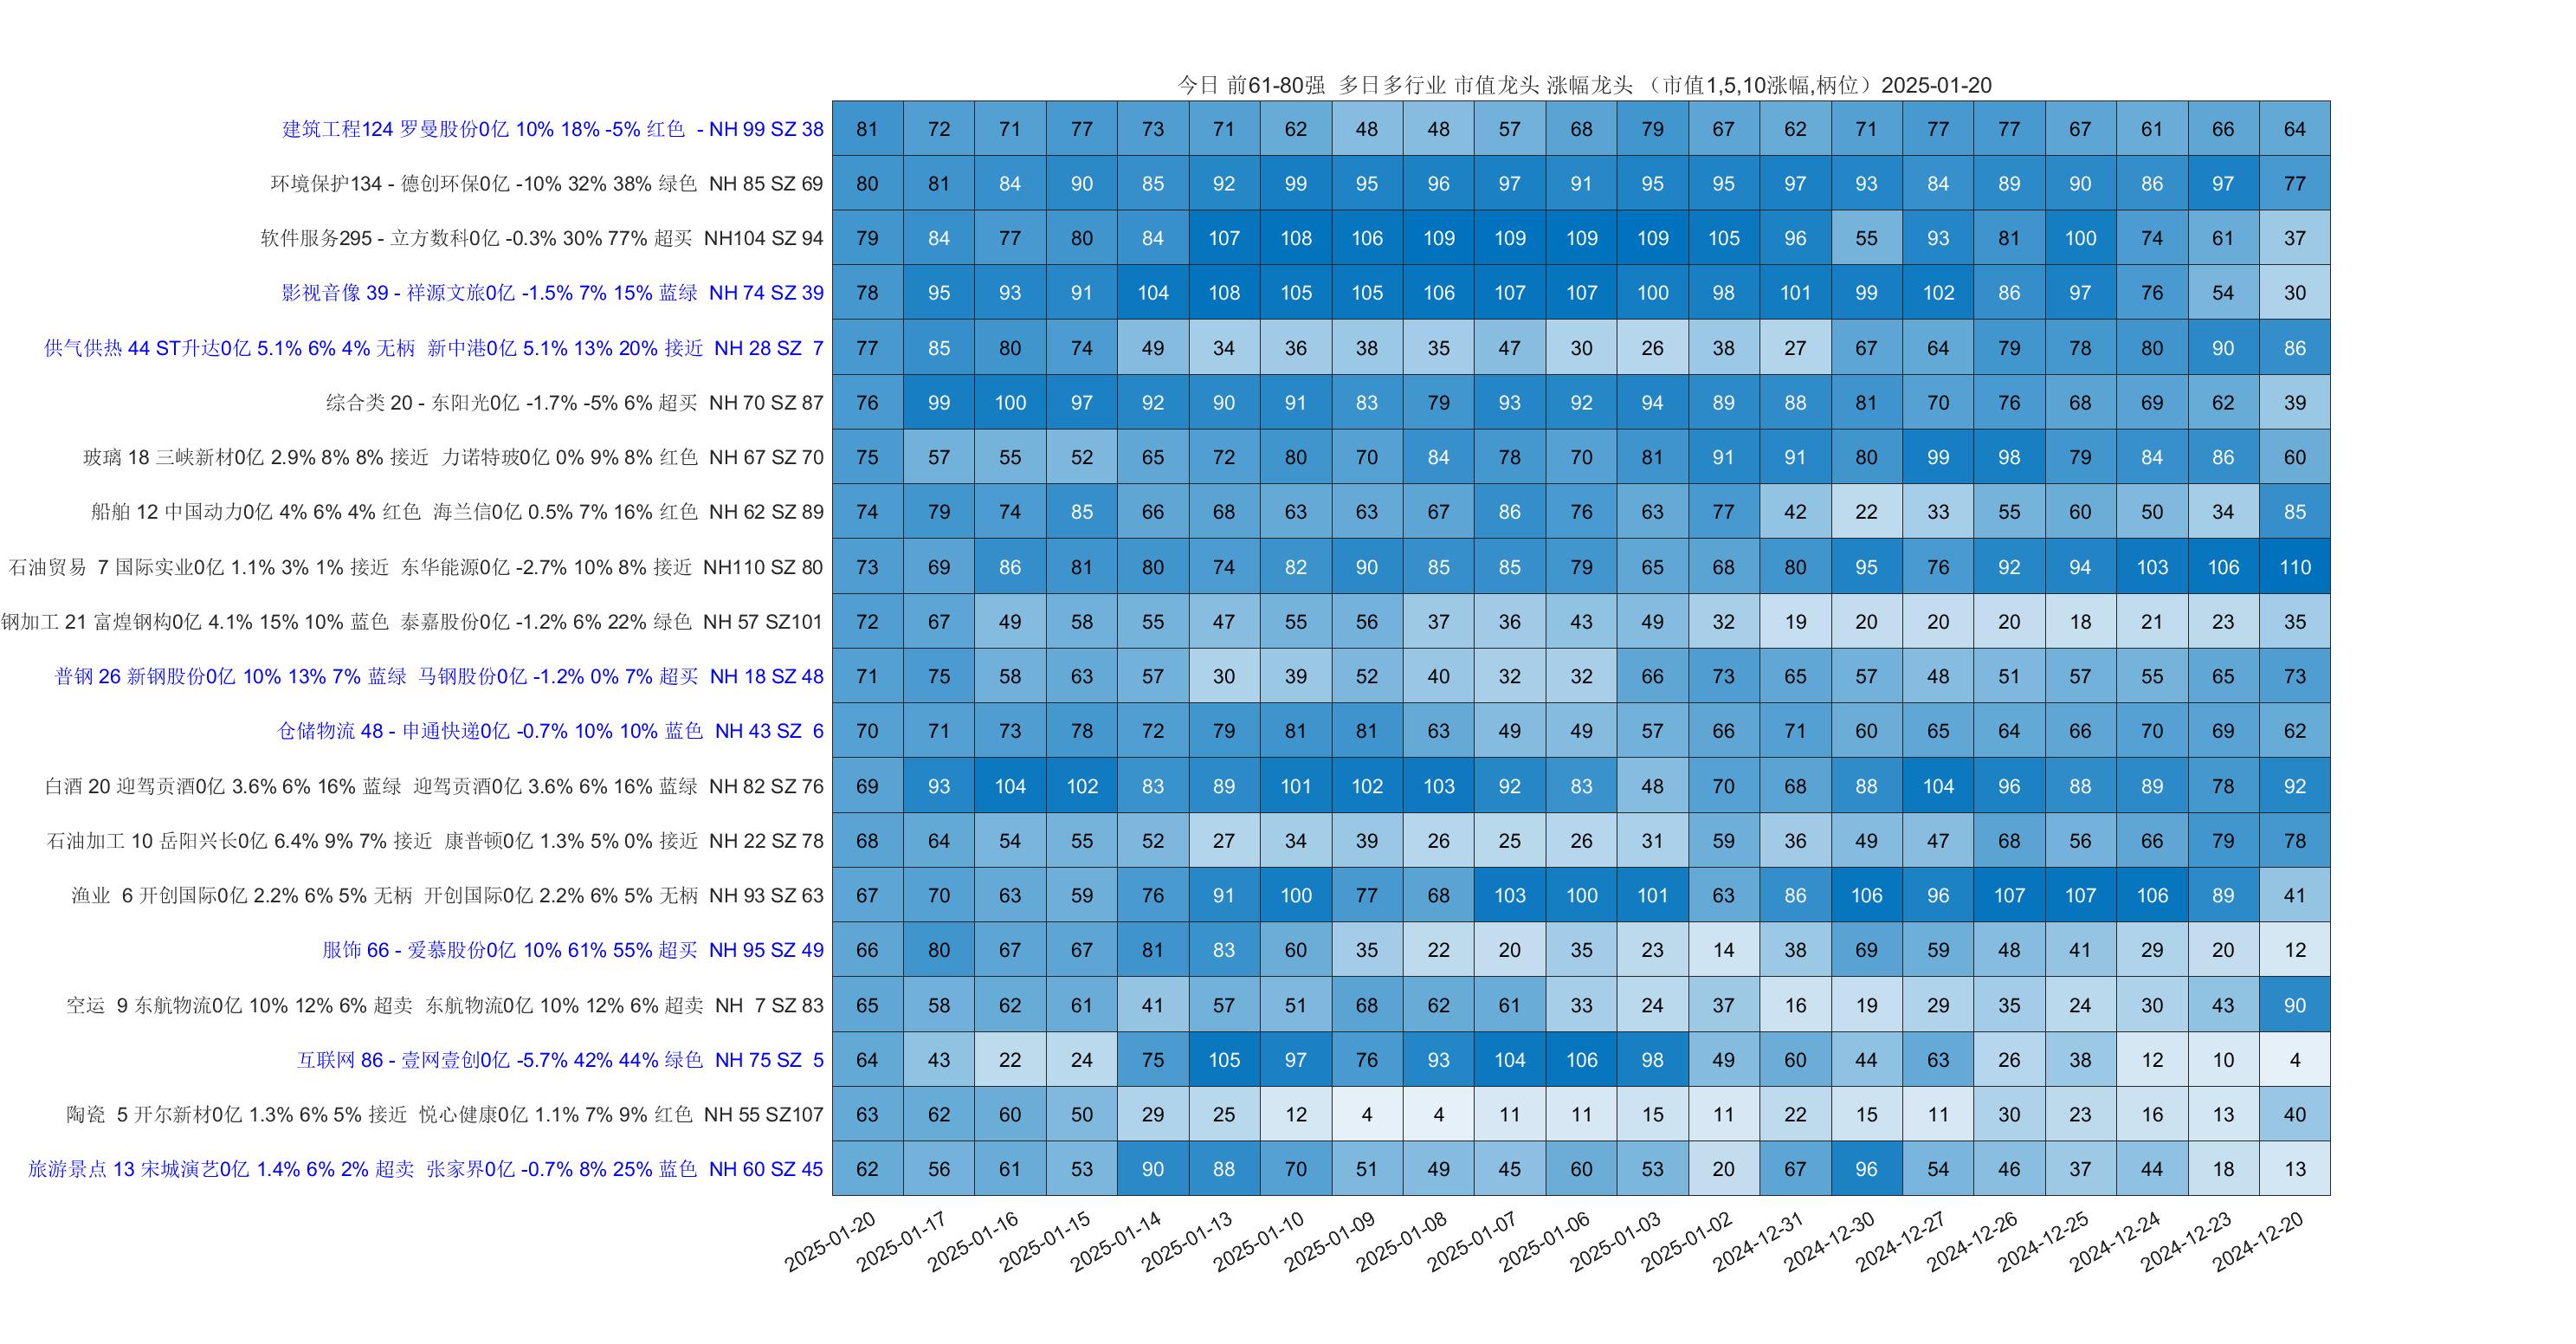 今日 前61-80强 多日多行业 市值龙头 涨幅龙头 （市值1,5,10涨幅,柄位）2025-01-20
建筑工程124 罗曼股份0亿 10% 18% -5% 红色 - NH 99 SZ 38 81 72 71 77 73 71 62 48 48 57 68 79 67 62 71 77 77 67 61 66 64
环境保护134 - 德创环保0亿 -10% 32% 38% 绿色 NH 85 SZ 69 80 81 84 90 85 92 99 95 96 97 91 95 95 97 93 84 89 90 86 97 77
软件服务295 - 立方数科0亿 -0.3% 30% 77% 超买 NH104 SZ 94 79 84 77 80 84 107 108 106 109 109 109 109 105 96 55 93 81 100 74 61 37
影视音像 39 - 祥源文旅0亿 -1.5% 7% 15% 蓝绿 NH 74 SZ 39 78 95 93 91 104 108 105 105 106 107 107 100 98 101 99 102 86 97 76 54 30
供气供热 44 ST升达0亿 5.1% 6% 4% 无柄 新中港0亿 5.1% 13% 20% 接近 NH 28 SZ 7 77 85 80 74 49 34 36 38 35 47 30 26 38 27 67 64 79 78 80 90 86
综合类 20 - 东阳光0亿 -1.7% -5% 6% 超买 NH 70 SZ 87 76 99 100 97 92 90 91 83 79 93 92 94 89 88 81 70 76 68 69 62 39
玻璃 18 三峡新材0亿 2.9% 8% 8% 接近 力诺特玻0亿 0% 9% 8% 红色 NH 67 SZ 70 75 57 55 52 65 72 80 70 84 78 70 81 91 91 80 99 98 79 84 86 60
船舶 12 中国动力0亿 4% 6% 4% 红色 海兰信0亿 0.5% 7% 16% 红色 NH 62 SZ 89 74 79 74 85 66 68 63 63 67 86 76 63 77 42 22 33 55 60 50 34 85
石油贸易 7 国际实业0亿 1.1% 3% 1% 接近 东华能源0亿 -2.7% 10% 8% 接近 NH110 SZ 80 73 69 86 81 80 74 82 90 85 85 79 65 68 80 95 76 92 94 103 106 110
钢加工 21 富煌钢构0亿 4.1% 15% 10% 蓝色 泰嘉股份0亿 -1.2% 6% 22% 绿色 NH 57 SZ101 72 67 49 58 55 47 55 56 37 36 43 49 32 19 20 20 20 18 21 23 35
普钢 26 新钢股份0亿 10% 13% 7% 蓝绿 马钢股份0亿 -1.2% 0% 7% 超买 NH 18 SZ 48 71 75 58 63 57 30 39 52 40 32 32 66 73 65 57 48 51 57 55 65 73
仓储物流 48 - 申通快递0亿 -0.7% 10% 10% 蓝色 NH 43 SZ 6 70 71 73 78 72 79 81 81 63 49 49 57 66 71 60 65 64 66 70 69 62
白酒 20 迎驾贡酒0亿 3.6% 6% 16% 蓝绿 迎驾贡酒0亿 3.6% 6% 16% 蓝绿 NH 82 SZ 76 69 93 104 102 83 89 101 102 103 92 83 48 70 68 88 104 96 88 89 78 92
石油加工 10 岳阳兴长0亿 6.4% 9% 7% 接近 康普顿0亿 1.3% 5% 0% 接近 NH 22 SZ 78 68 64 54 55 52 27 34 39 26 25 26 31 59 36 49 47 68 56 66 79 78
渔业 6 开创国际0亿 2.2% 6% 5% 无柄 开创国际0亿 2.2% 6% 5% 无柄 NH 93 SZ 63 67 70 63 59 76 91 100 77 68 103 100 101 63 86 106 96 107 107 106 89 41
服饰 66 - 爱慕股份0亿 10% 61% 55% 超买 NH 95 SZ 49 66 80 67 67 81 83 60 35 22 20 35 23 14 38 69 59 48 41 29 20 12
空运 9 东航物流0亿 10% 12% 6% 超卖 东航物流0亿 10% 12% 6% 超卖 NH 7 SZ 83 65 58 62 61 41 57 51 68 62 61 33 24 37 16 19 29 35 24 30 43 90
互联网 86 - 壹网壹创0亿 -5.7% 42% 44% 绿色 NH 75 SZ 5 64 43 22 24 75 105 97 76 93 104 106 98 49 60 44 63 26 38 12 10 4
陶瓷 5 开尔新材0亿 1.3% 6% 5% 接近 悦心健康0亿 1.1% 7% 9% 红色 NH 55 SZ107 63 62 60 50 29 25 12 4 4 11 11 15 11 22 15 11 30 23 16 13 40
旅游景点 13 宋城演艺0亿 1.4% 6% 2% 超卖 张家界0亿 -0.7% 8% 25% 蓝色 NH 60 SZ 45 62 56 61 53 90 88 70 51 49 45 60 53 20 67 96 54 46 37 44 18 13
2025-01-20 2025-01-17 2025-01-16 2025-01-15 2025-01-14 2025-01-13 2025-01-10 2025-01-09 2025-01-08 2025-01-07 2025-01-06 2025-01-03 2025-01-02 2024-12-31 2024-12-30 2024-12-27 2024-12-26 2024-12-25 2024-12-24 2024-12-23 2024-12-20